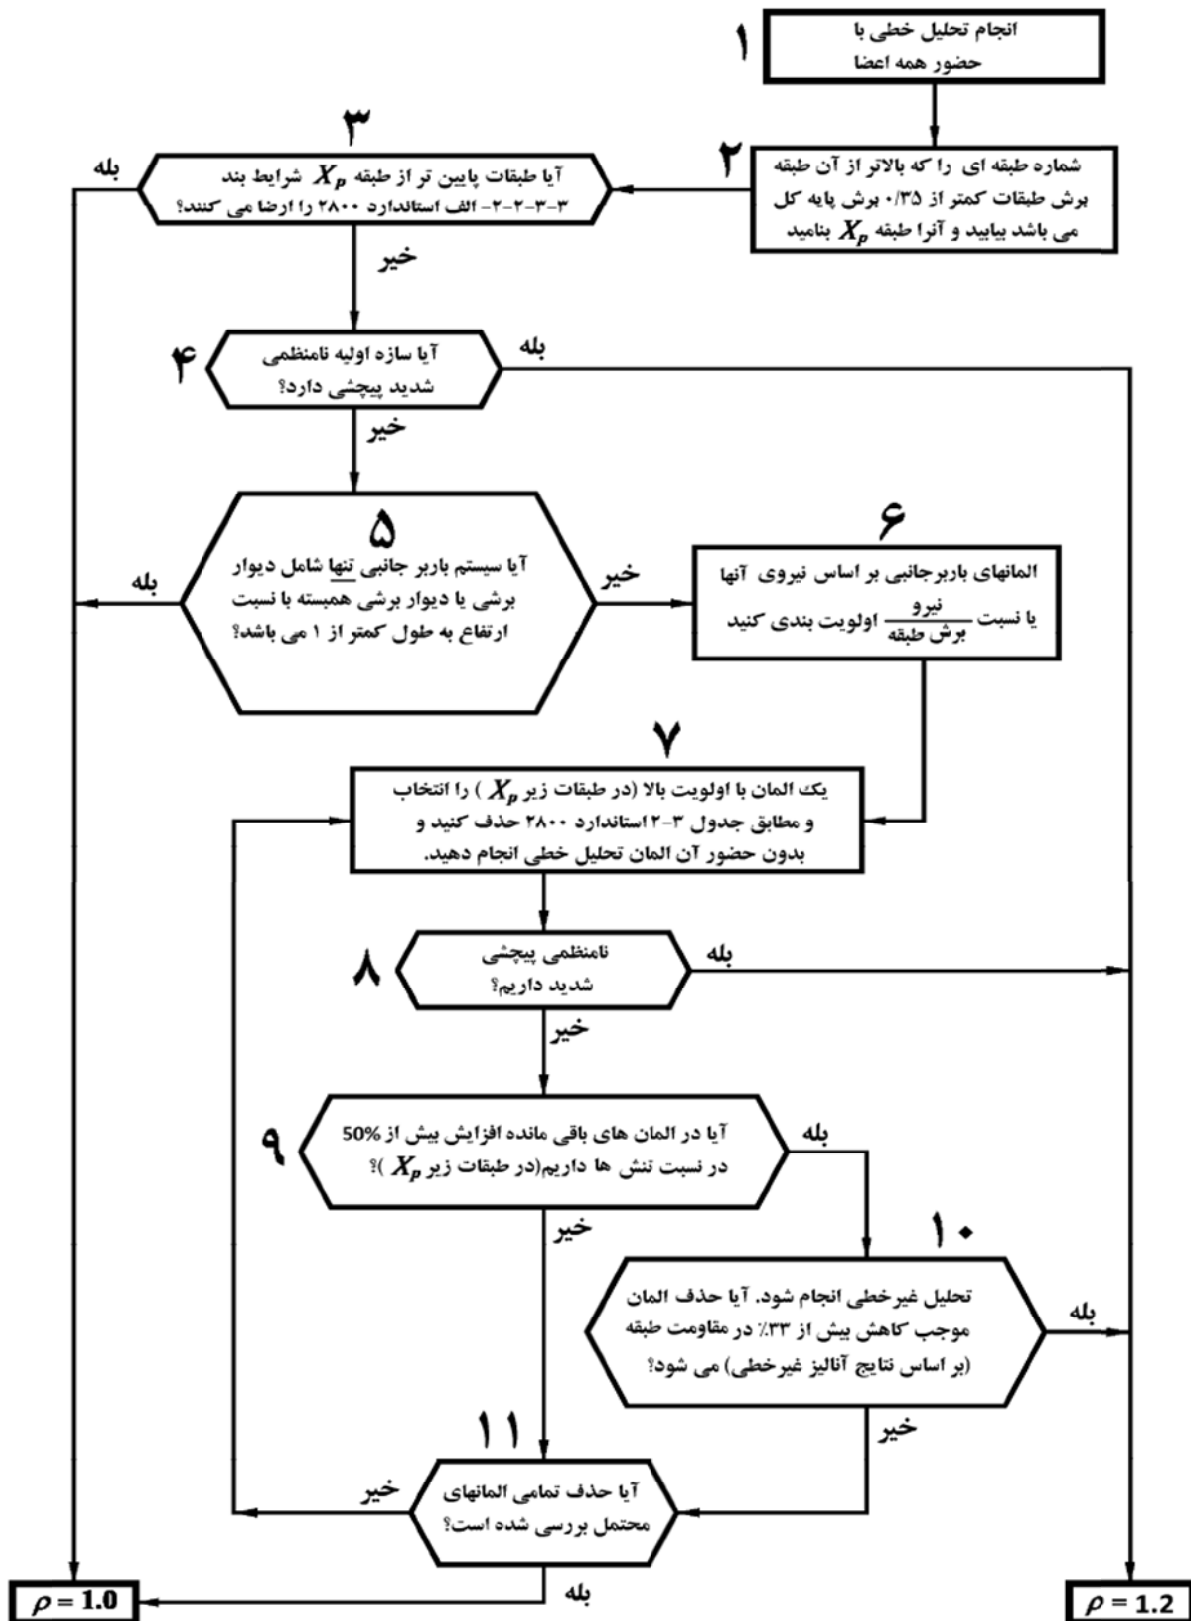 ۱
انجام تحلیل خطی با
حضور همه اعضا
۲
شماره طبقه ای را که بالاتر از آن طبقه
برش طبقات کمتر از ۰/۳۵ برش پایه کل
می باشد بیابید و آنرا طبقه Xp بنامید
۳
آیا طبقات پایین تر از طبقه Xp شرایط بند
۳-۳-۲-۲- الف استاندارد ۲۸۰۰ را ارضا می کنند؟
بله
خیر
۴
آیا سازه اولیه نامنظمی
شدید پیچشی دارد؟
بله
خیر
۵
آیا سیستم باربر جانبی تنها شامل دیوار
برشی یا دیوار برشی همبسته با نسبت
ارتفاع به طول کمتر از ۱ می باشد؟
بله
خیر
۶
المانهای باربرجانبی بر اساس نیروی آنها
یا نسبت نیرو / برش طبقه اولویت بندی کنید
۷
یک المان با اولویت بالا (در طبقات زیر Xp ) را انتخاب
و مطابق جدول ۳-۲ استاندارد ۲۸۰۰ حذف کنید و
بدون حضور آن المان تحلیل خطی انجام دهید.
۸
نامنظمی پیچشی
شدید داریم؟
بله
خیر
۹
آیا در المان های باقی مانده افزایش بیش از 50%
در نسبت تنش ها داریم(در طبقات زیر Xp )؟
بله
خیر
۱۰
تحلیل غیرخطی انجام شود. آیا حذف المان
موجب کاهش بیش از ۳۳٪ در مقاومت طبقه
(بر اساس نتایج آنالیز غیرخطی) می شود؟
بله
خیر
۱۱
آیا حذف تمامی المانهای
محتمل بررسی شده است؟
خیر
بله
ρ = 1.0
ρ = 1.2